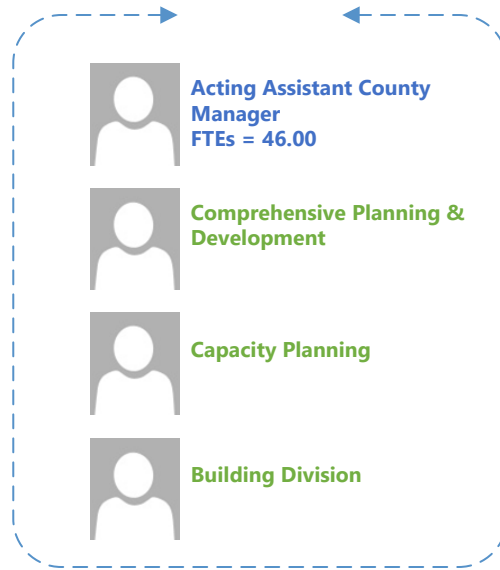 Acting Assistant County
Manager
FTEs = 46.00
Comprehensive Planning &
Development
Capacity Planning
Building Division